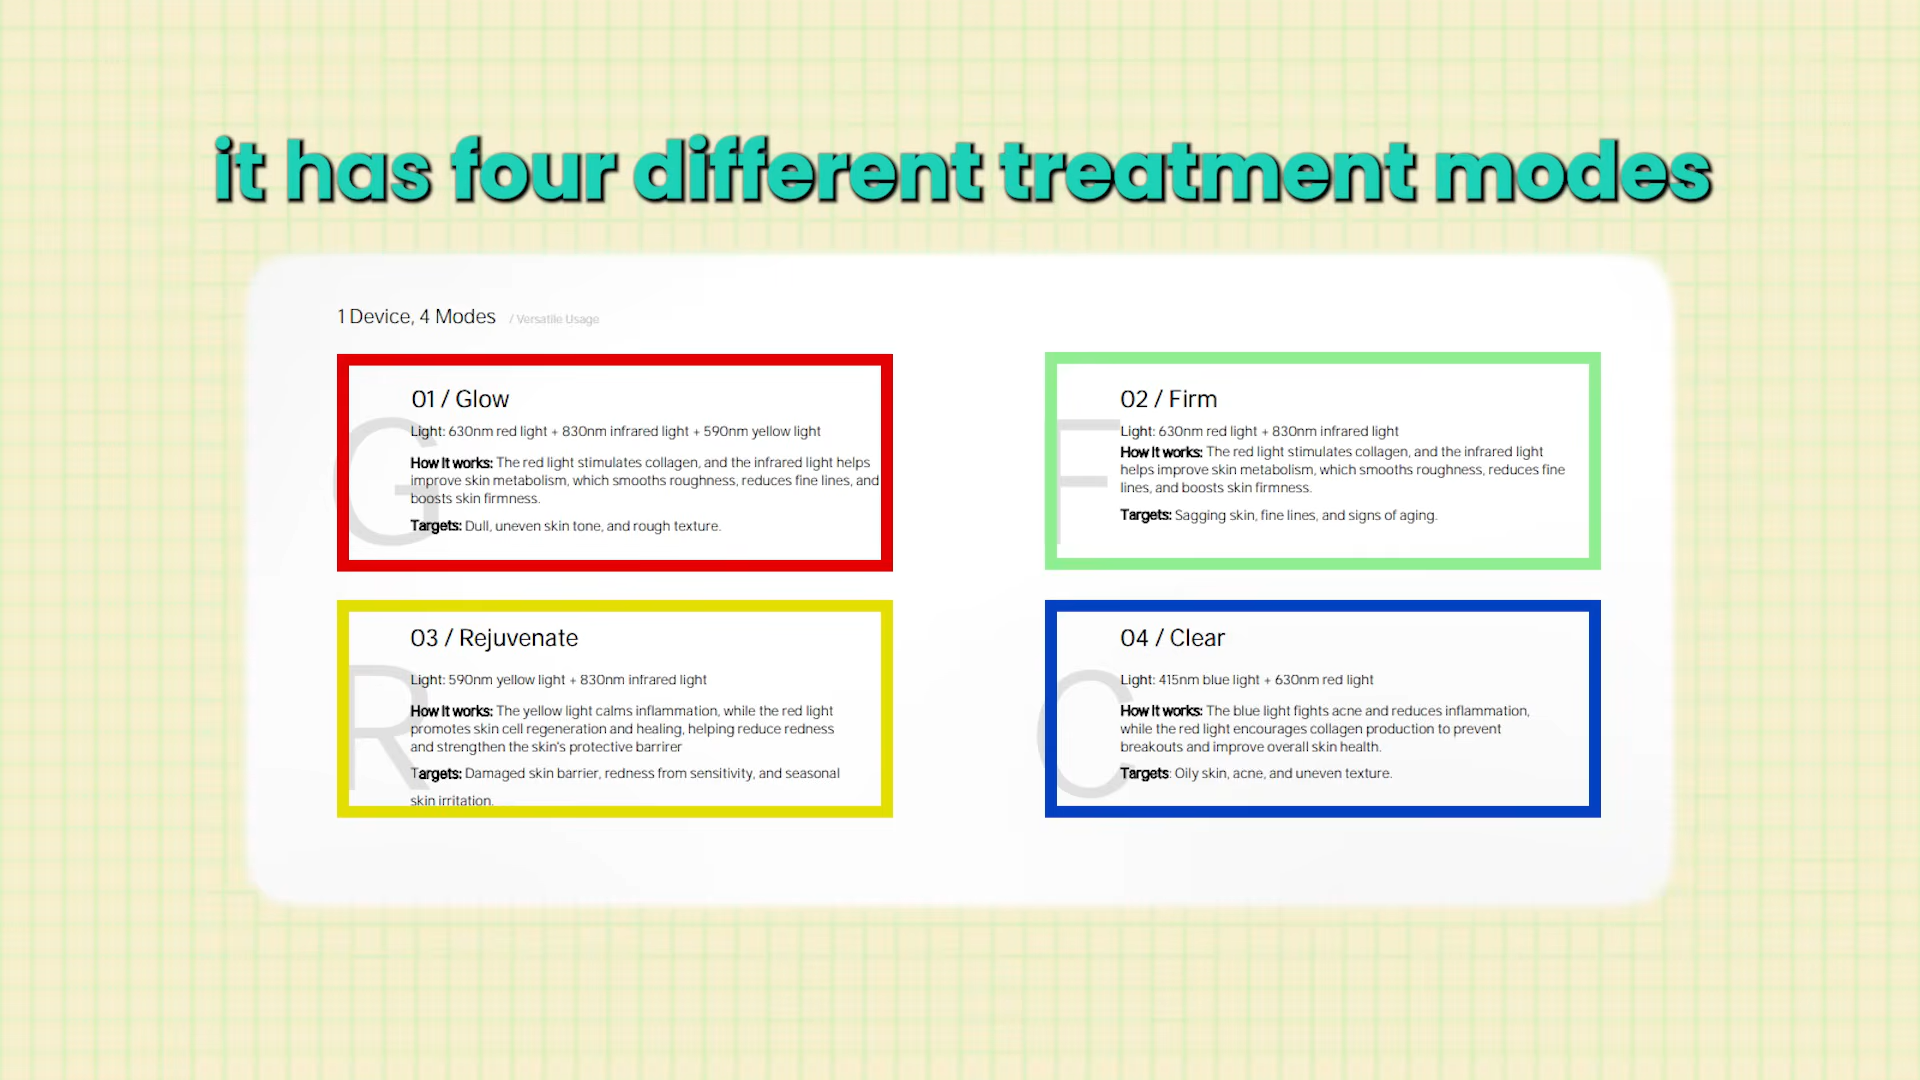 it has four different treatment modes
1 Device, 4 Modes / Versatile Usage
G
01 / Glow
Light: 630nm red light + 830nm infrared light + 590nm yellow light
How It works: The red light stimulates collagen, and the infrared light helps
improve skin metabolism, which smooths roughness, reduces fine lines, and
boosts skin firmness.
Targets: Dull, uneven skin tone, and rough texture.
F
02 / Firm
Light: 630nm red light + 830nm infrared light
How It works: The red light stimulates collagen, and the infrared light
helps improve skin metabolism, which smooths roughness, reduces fine
lines, and boosts skin firmness.
Targets: Sagging skin, fine lines, and signs of aging.
R
03 / Rejuvenate
Light: 590nm yellow light + 830nm infrared light
How It works: The yellow light calms inflammation, while the red light
promotes skin cell regeneration and healing, helping reduce redness
and strengthen the skin's protective barrirer
Targets: Damaged skin barrier, redness from sensitivity, and seasonal
skin irritation.
C
04 / Clear
Light: 415nm blue light + 630nm red light
How It works: The blue light fights acne and reduces inflammation,
while the red light encourages collagen production to prevent
breakouts and improve overall skin health.
Targets: Oily skin, acne, and uneven texture.